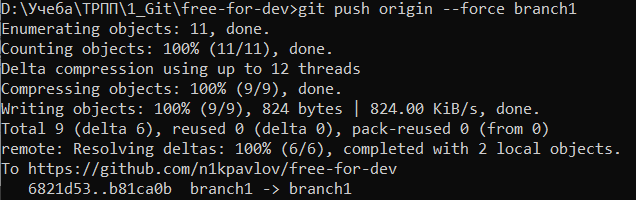 D:\Учеба\ТРПП\1_Git\free-for-dev>git push origin --force branch1
Enumerating objects: 11, done.
Counting objects: 100% (11/11), done.
Delta compression using up to 12 threads
Compressing objects: 100% (9/9), done.
Writing objects: 100% (9/9), 824 bytes | 824.00 KiB/s, done.
Total 9 (delta 6), reused 0 (delta 0), pack-reused 0 (from 0)
remote: Resolving deltas: 100% (6/6), completed with 2 local objects.
To https://github.com/n1kpavlov/free-for-dev
   6821d53..b81ca0b  branch1 -> branch1